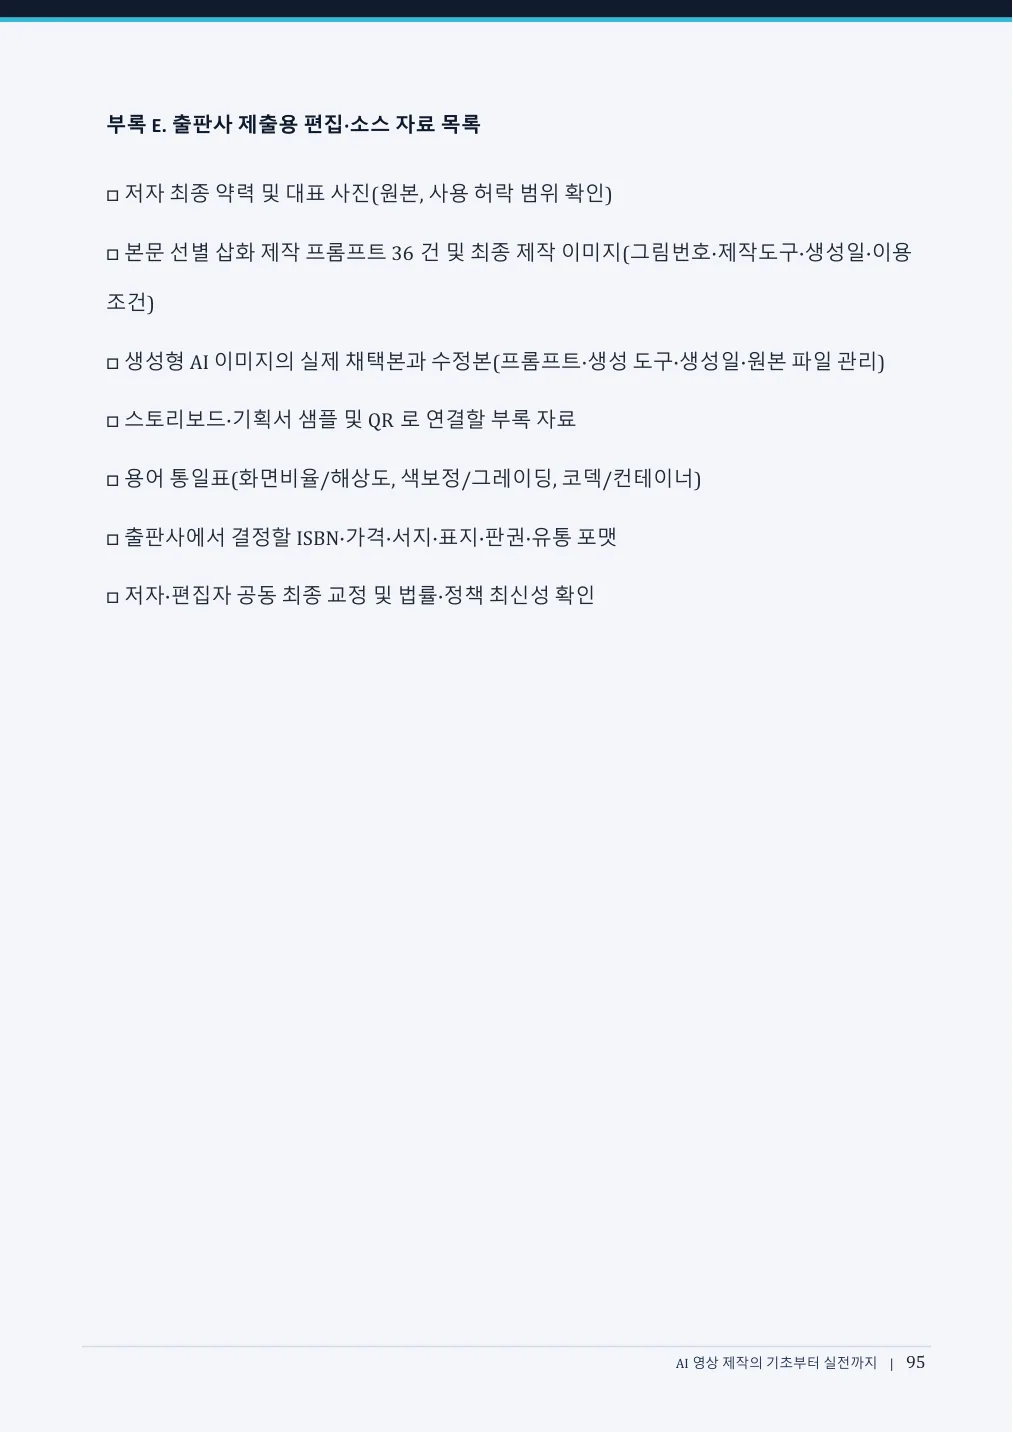 부록 E. 출판사 제출용 편집·소스 자료 목록
□ 저자 최종 약력 및 대표 사진(원본, 사용 허락 범위 확인)
□ 본문 선별 삽화 제작 프롬프트 36 건 및 최종 제작 이미지(그림번호·제작도구·생성일·이용
조건)
□ 생성형 AI 이미지의 실제 채택본과 수정본(프롬프트·생성 도구·생성일·원본 파일 관리)
□ 스토리보드·기획서 샘플 및 QR 로 연결할 부록 자료
□ 용어 통일표(화면비율/해상도, 색보정/그레이딩, 코덱/컨테이너)
□ 출판사에서 결정할 ISBN·가격·서지·표지·판권·유통 포맷
□ 저자·편집자 공동 최종 교정 및 법률·정책 최신성 확인
AI 영상 제작의 기초부터 실전까지 | 95